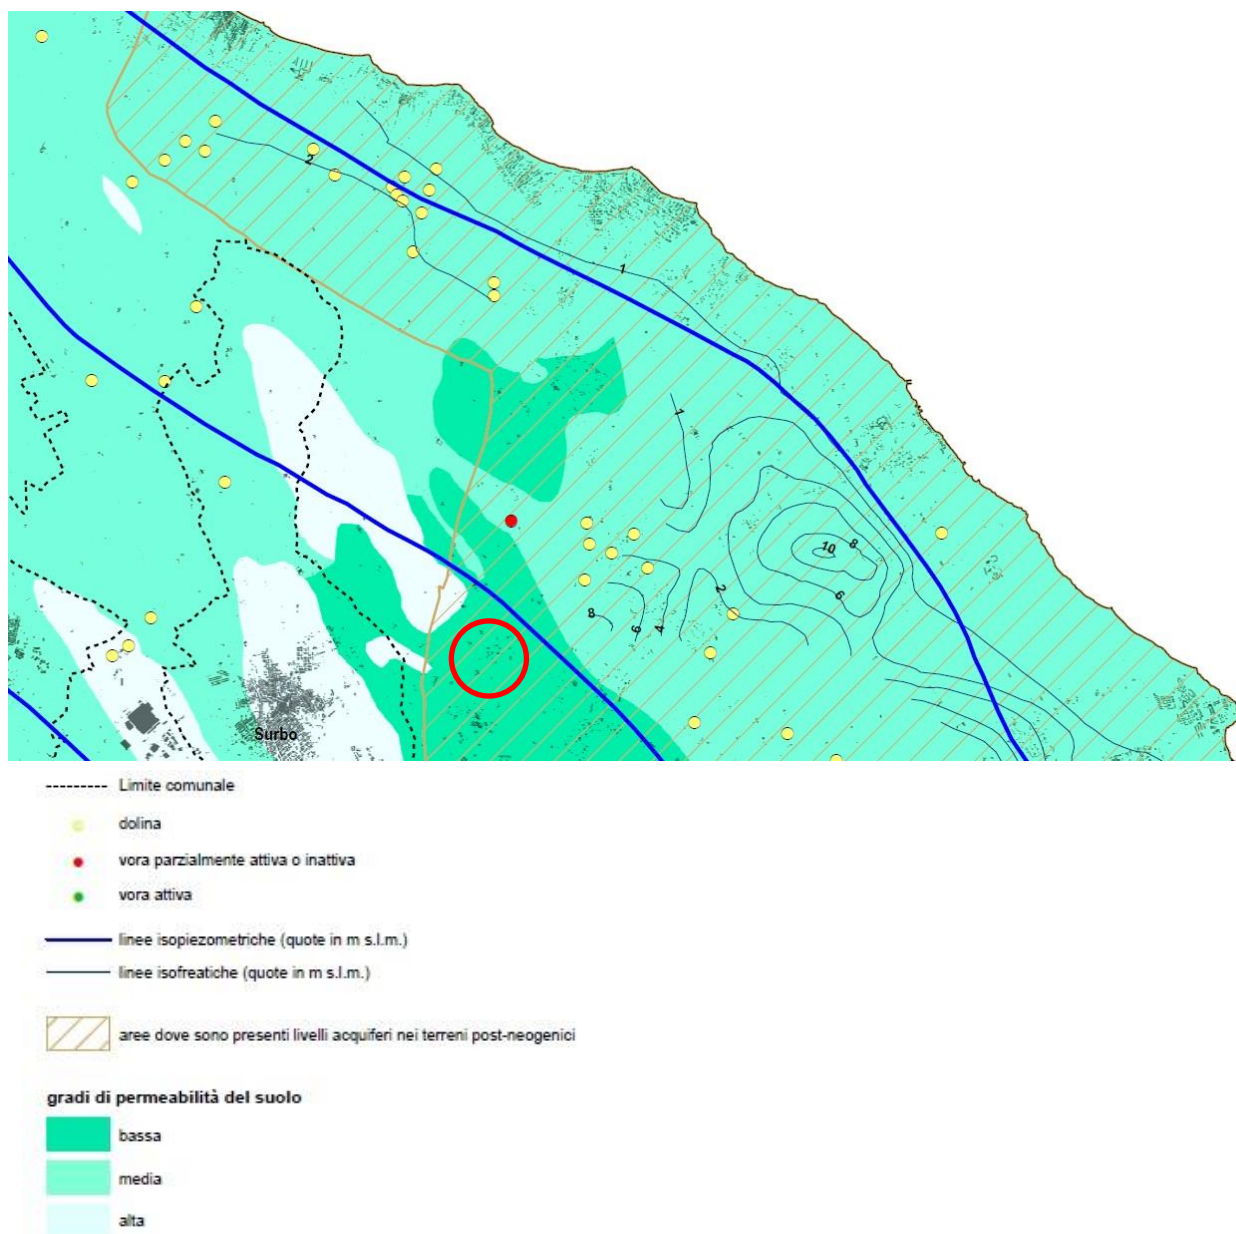 2
1
1
10
8
6
2
8
6
4
Surbo
Limite comunale
dolina
vora parzialmente attiva o inattiva
vora attiva
linee isopiezometriche (quote in m s.l.m.)
linee isofreatiche (quote in m s.l.m.)
aree dove sono presenti livelli acquiferi nei terreni post-neogenici
gradi di permeabilità del suolo
bassa
media
alta